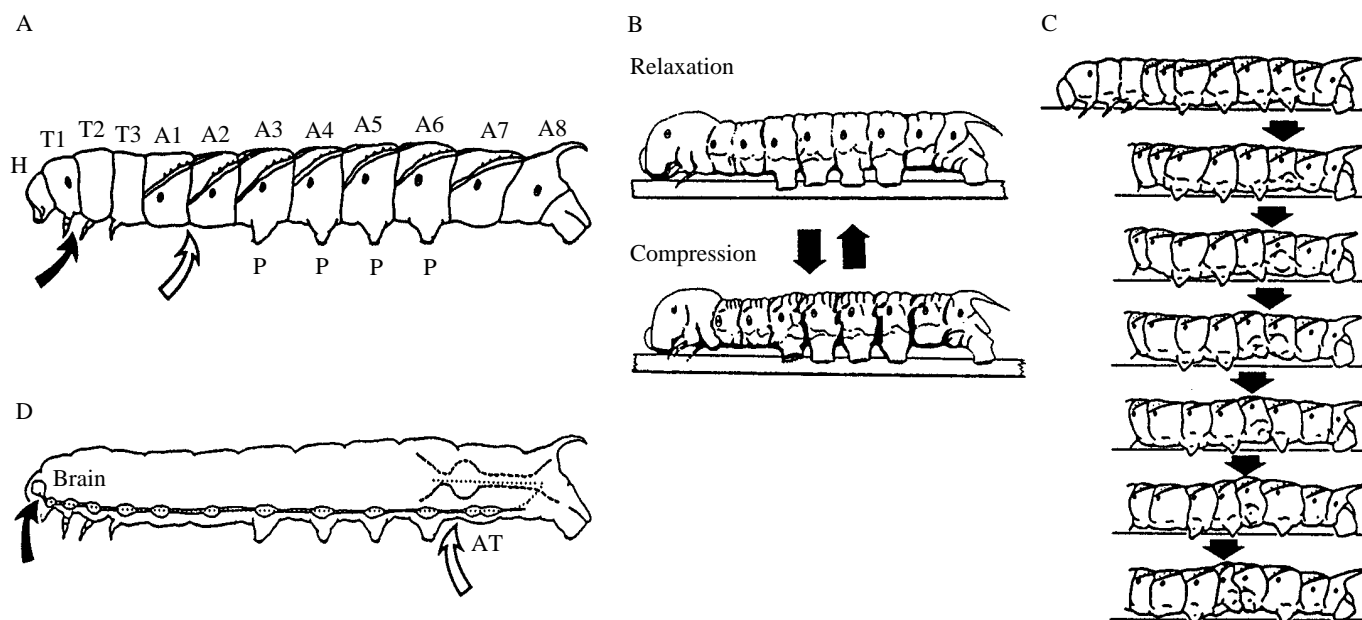 A
H T1 T2 T3 A1 A2 A3 A4 A5 A6 A7 A8
P P P P
B
Relaxation
Compression
C
D
Brain
AT